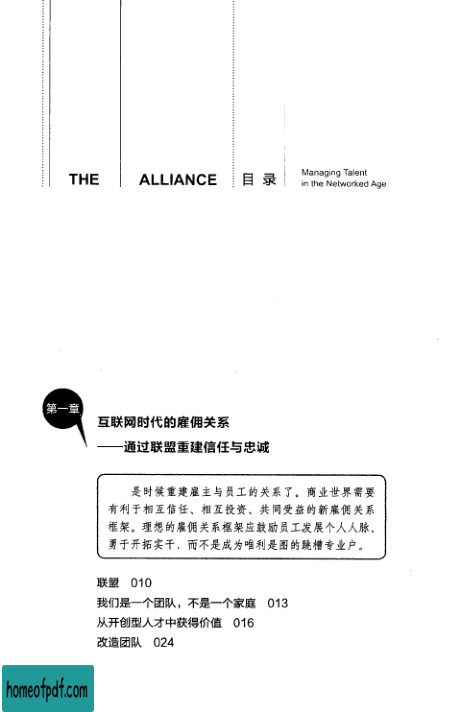 THE ALLIANCE 目录 Managing Talent
in the Networked Age
第一章
互联网时代的雇佣关系
——通过联盟重建信任与忠诚
是时候重建雇主与员工的关系了。商业世界需要
有利于相互信任、相互投资、共同受益的新雇佣关系
框架。理想的雇佣关系框架应鼓励员工发展个人人脉、
勇于开拓实干，而不是成为唯利是图的跳槽专业户。
联盟 010
我们是一个团队，不是一个家庭 013
从开创型人才中获得价值 016
改造团队 024
homeofpdf.com